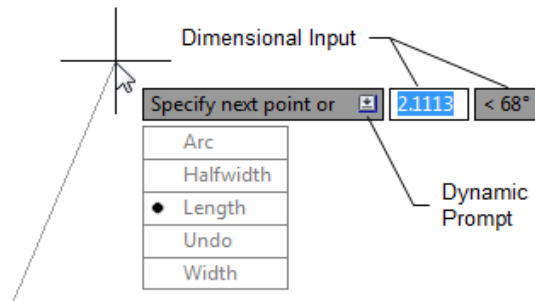 Dimensional Input
Specify next point or 2.1113 < 68°
Arc
Halfwidth
Length
Undo
Width
Dynamic
Prompt